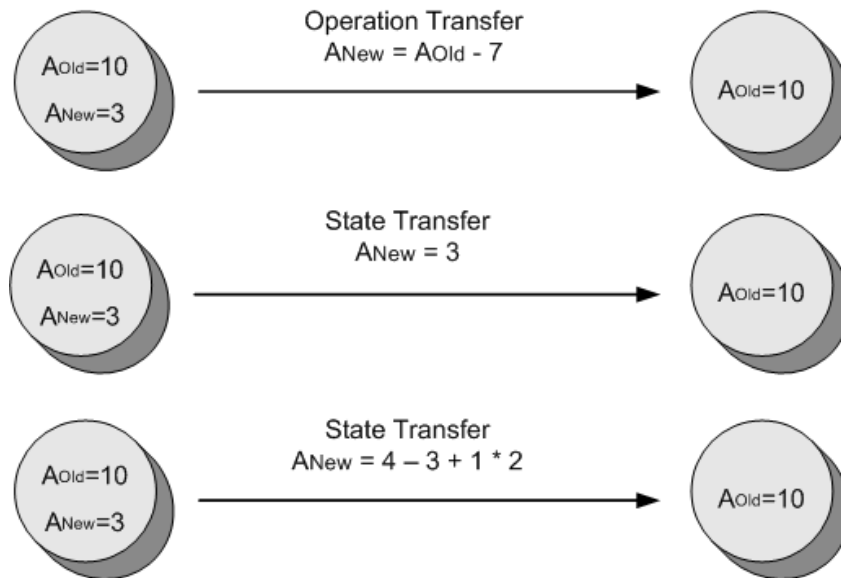 Operation Transfer
ANew = AOld - 7
AOld=10
ANew=3
AOld=10
State Transfer
ANew = 3
AOld=10
ANew=3
AOld=10
State Transfer
ANew = 4 – 3 + 1 * 2
AOld=10
ANew=3
AOld=10